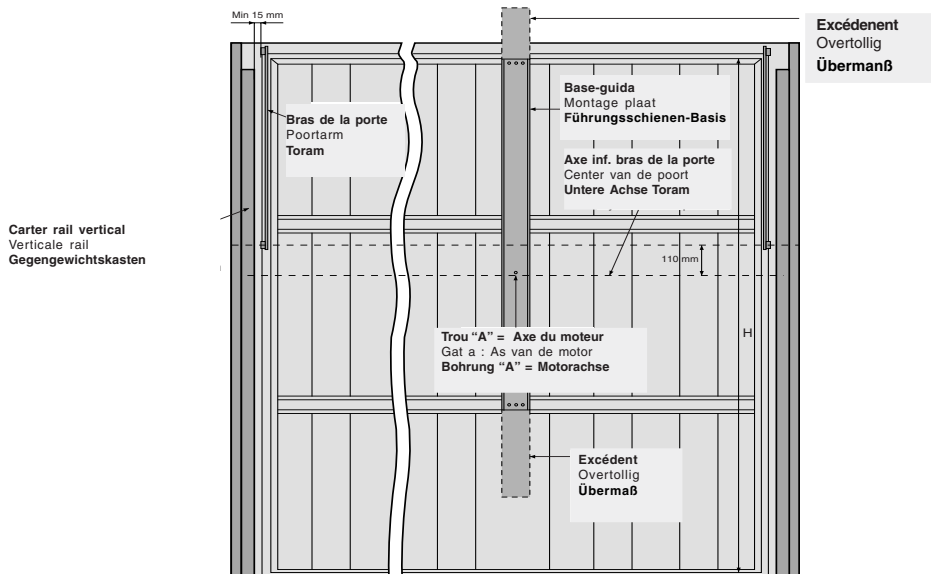 Min 15 mm
Excédenent
Overtollig
Übermanß
Base-guida
Montage plaat
Führungsschienen-Basis
Bras de la porte
Poortarm
Toram
Axe inf. bras de la porte
Center van de poort
Untere Achse Toram
Carter rail vertical
Verticale rail
Gegengewichtskasten
110 mm
H
Trou “A” = Axe du moteur
Gat a : As van de motor
Bohrung “A” = Motorachse
Excédent
Overtollig
Übermaß